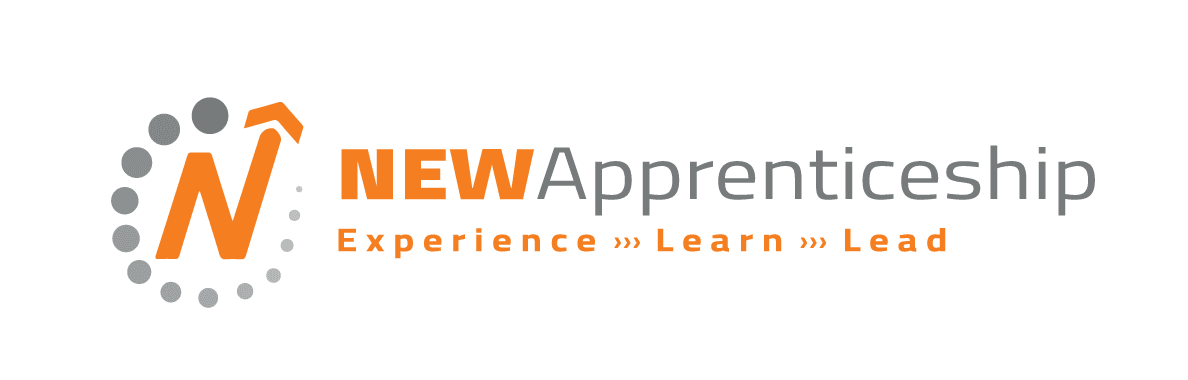 N
NEWApprenticeship
Experience ››› Learn ››› Lead